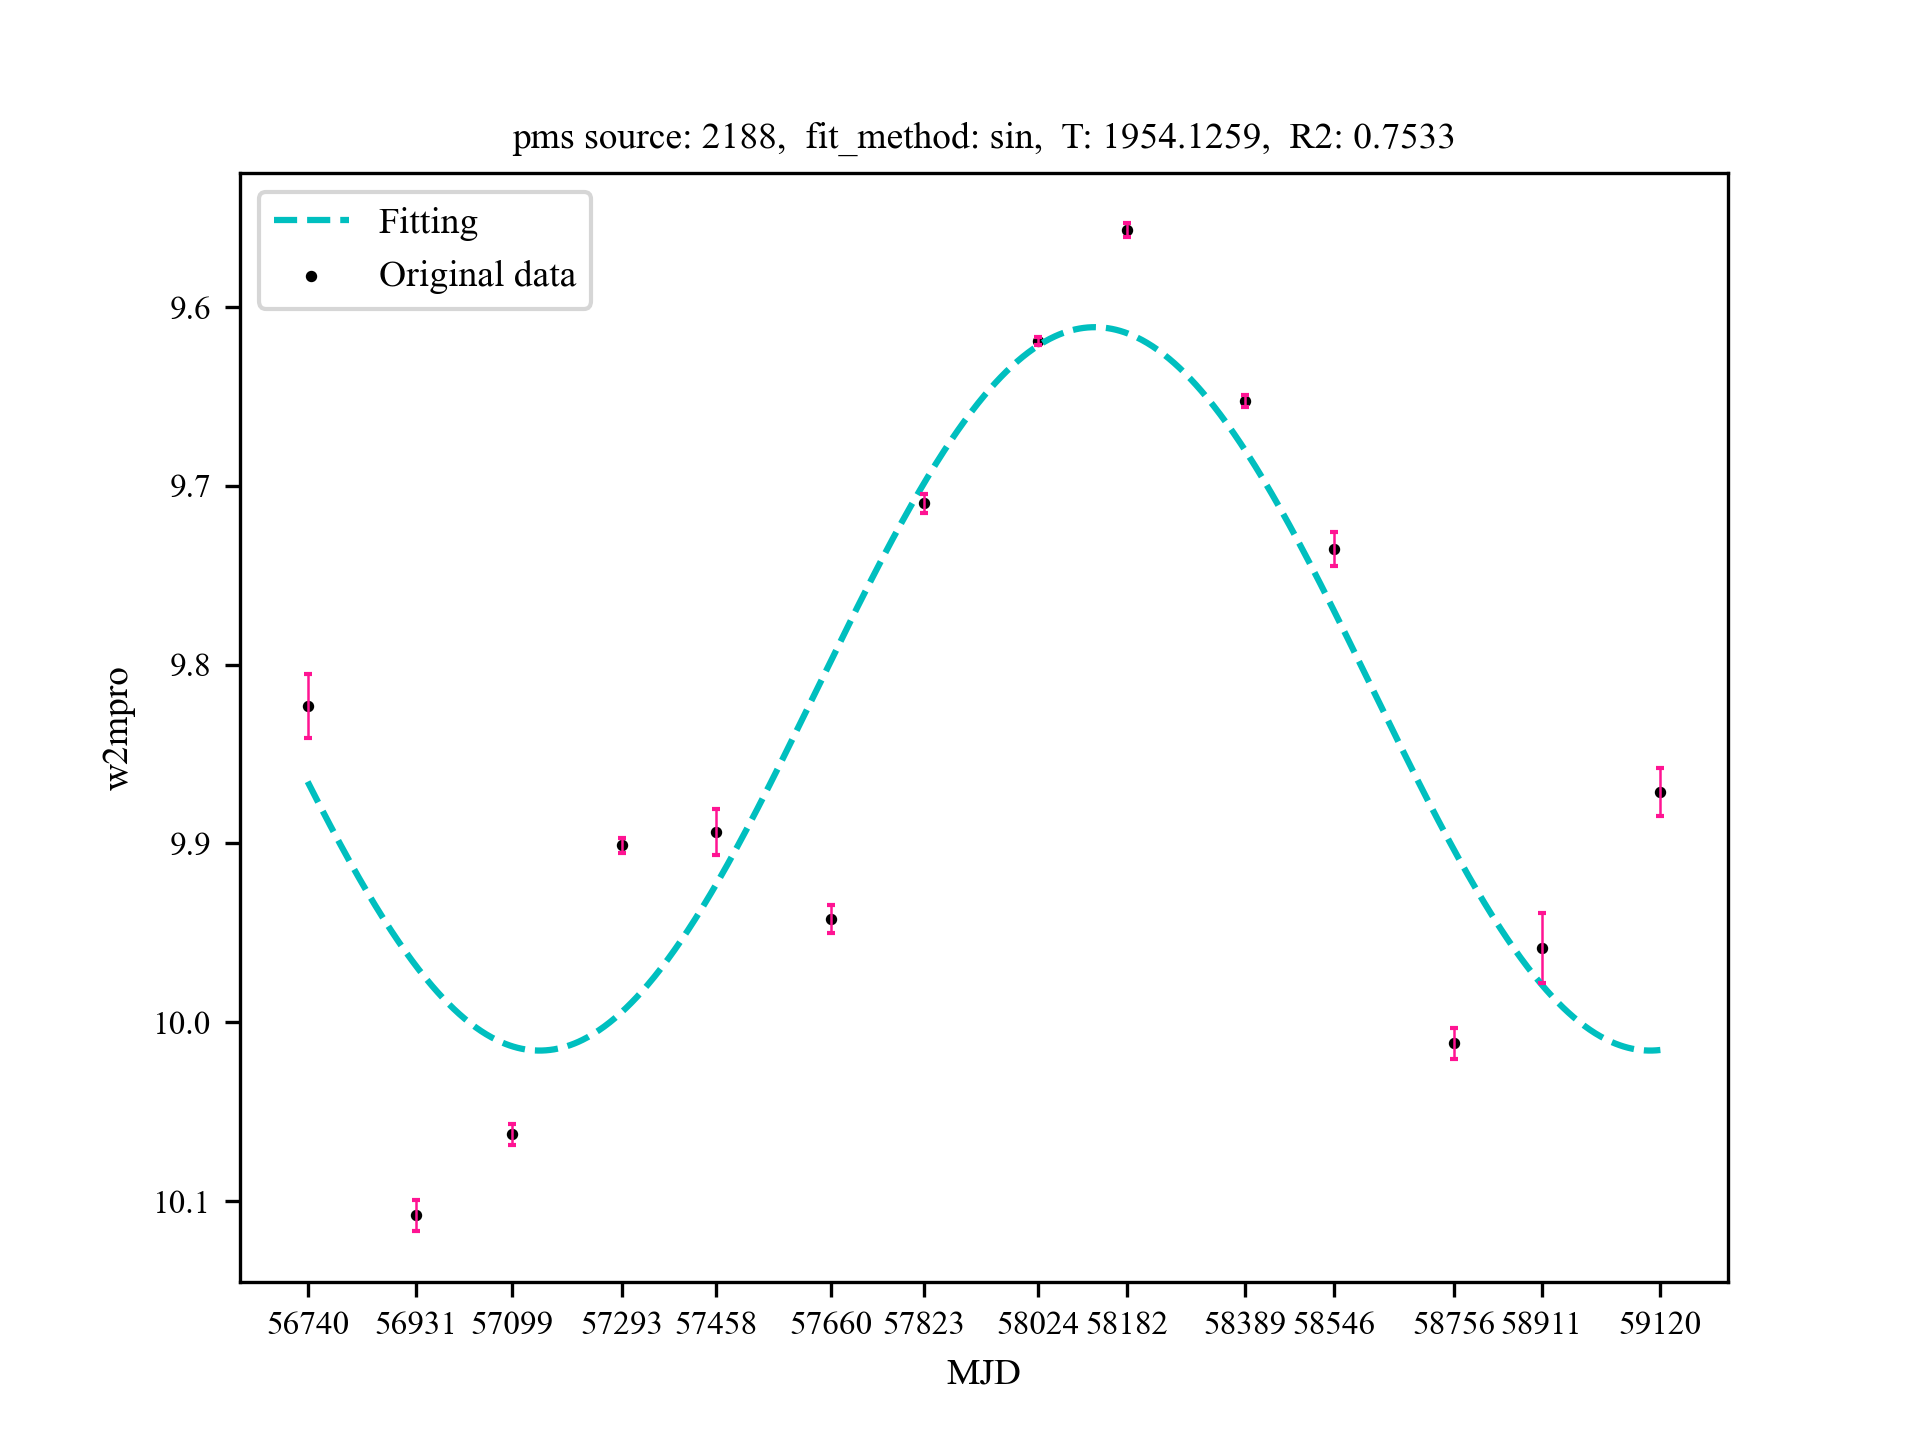 pms source: 2188, fit_method: sin, T: 1954.1259, R2: 0.7533
Fitting
Original data
9.6
9.7
9.8
9.9
10.0
10.1
w2mpro
56740 56931 57099 57293 57458 57660 57823 58024 58182 58389 58546 58756 58911 59120
MJD